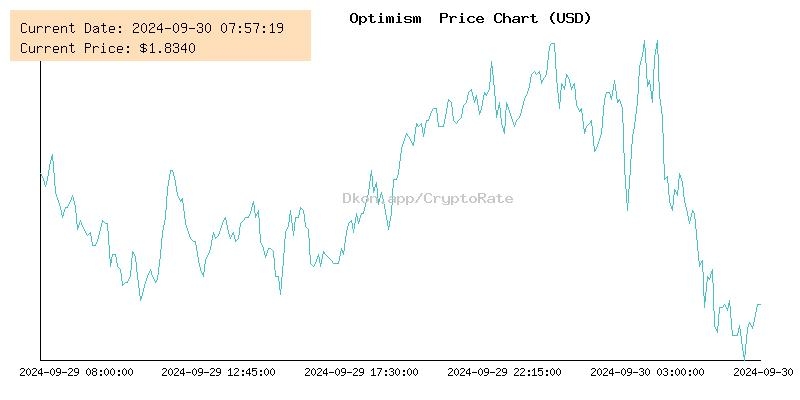 Optimism  Price Chart (USD)
Current Date: 2024-09-30 07:57:19
Current Price: $1.8340
Dkon.app/CryptoRate
2024-09-29 08:00:00 2024-09-29 12:45:00 2024-09-29 17:30:00 2024-09-29 22:15:00 2024-09-30 03:00:00 2024-09-30